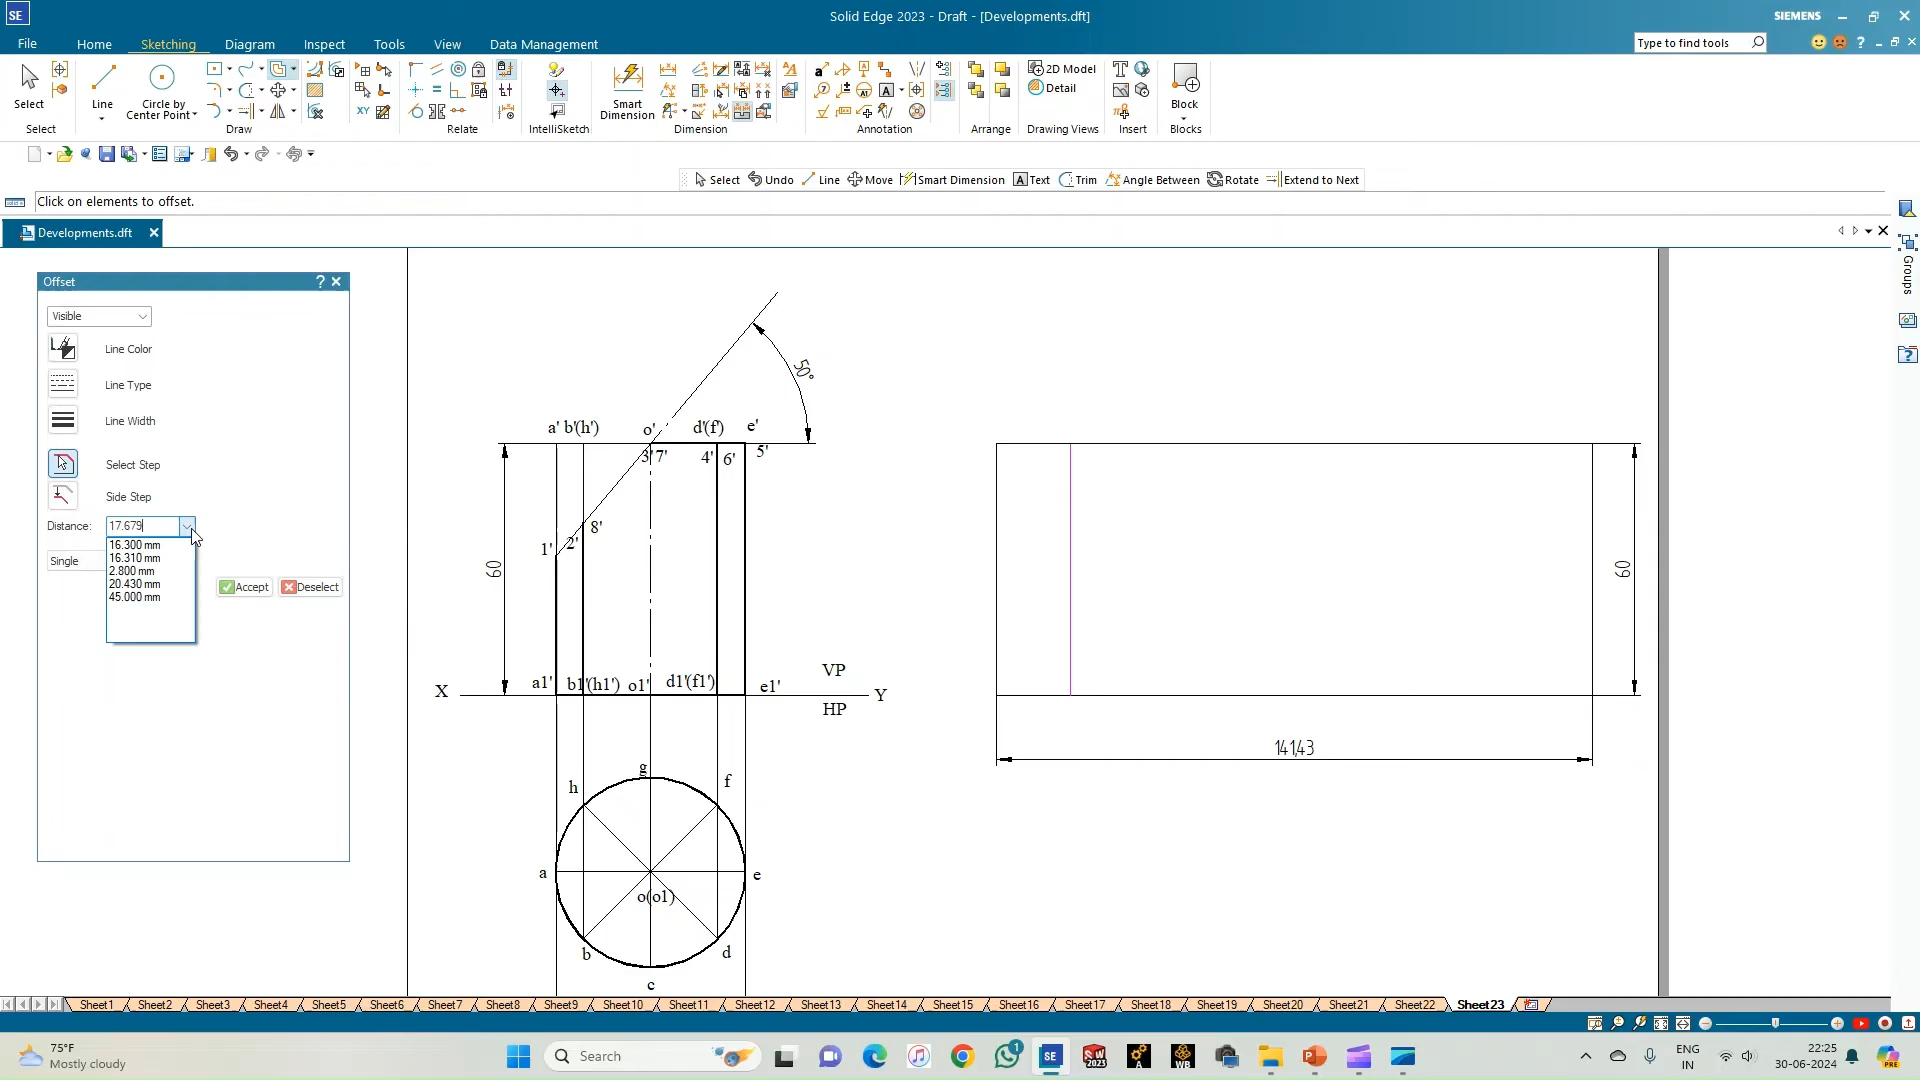 SE
Solid Edge 2023 - Draft - [Developments.dft]
SIEMENS
File Home Sketching Diagram Inspect Tools View Data Management
Type to find tools
Select
Line
Circle by
Center Point
Smart
Dimension
2D Model
Detail
Block
Select Draw Relate IntelliSketch Dimension Annotation Arrange Drawing Views Insert Blocks
Select Undo Line Move Smart Dimension Text Trim Angle Between Rotate Extend to Next
Click on elements to offset.
Developments.dft
Groups
Offset
Visible
Line Color
Line Type
Line Width
Select Step
Side Step
Distance: 17.679
16.300 mm
16.310 mm
2.800 mm
20.430 mm
45.000 mm
Single
Accept Deselect
50°
a' b'(h') o' d'(f') e'
3'7' 4' 6' 5'
8'
1' 2'
60
60
a1' b1'(h1') o1' d1'(f1') e1'
VP
X Y
HP
141,43
g
h f
a e
o(o1)
b d
c
Sheet1 Sheet2 Sheet3 Sheet4 Sheet5 Sheet6 Sheet7 Sheet8 Sheet9 Sheet10 Sheet11 Sheet12 Sheet13 Sheet14 Sheet15 Sheet16 Sheet17 Sheet18 Sheet19 Sheet20 Sheet21 Sheet22 Sheet23
75°F
Mostly cloudy
Search
1
SE
2023
A
WB
ENG
IN
22:25
30-06-2024
PRE